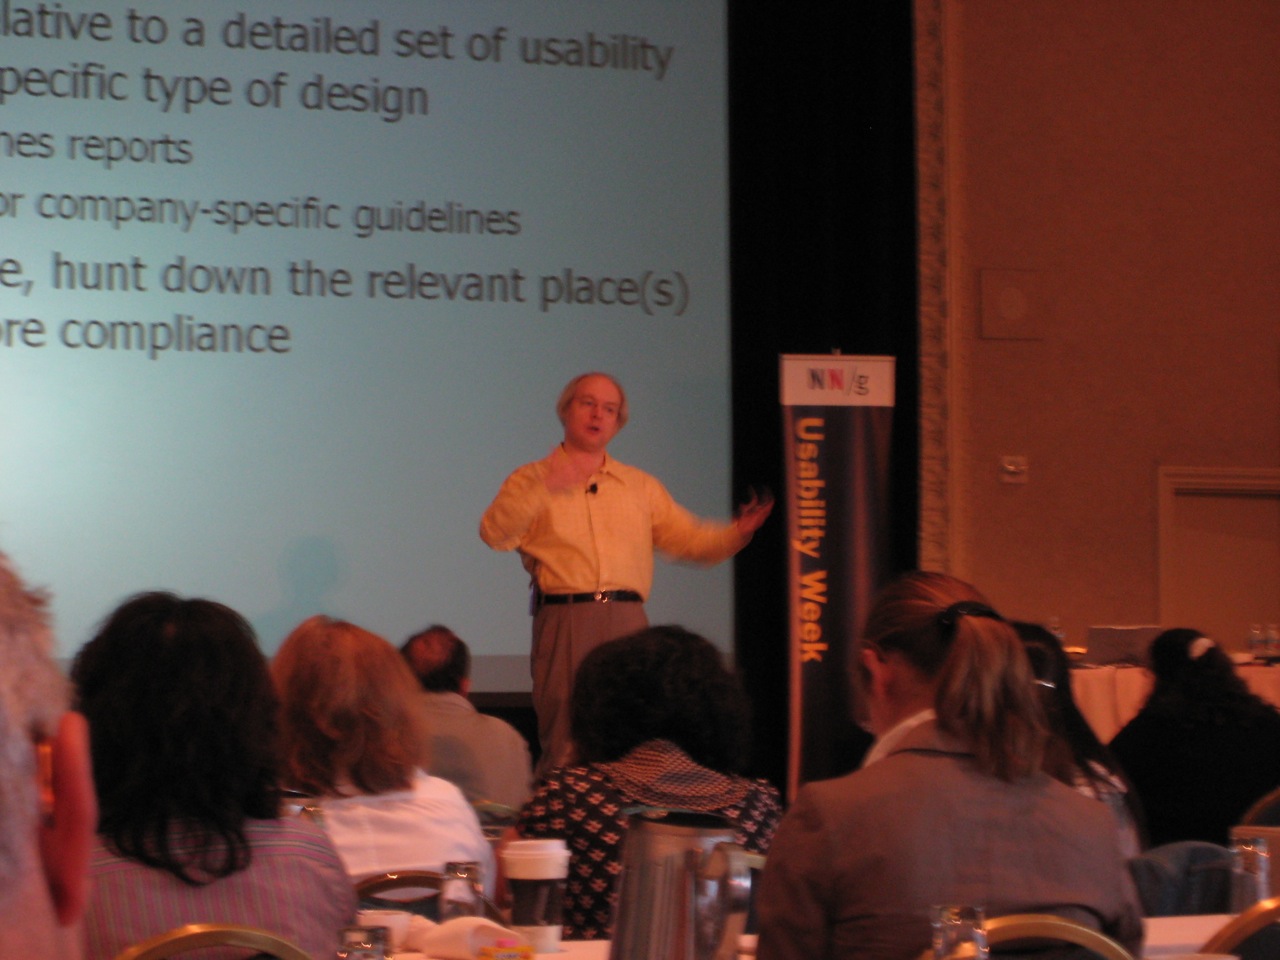 lative to a detailed set of usability
pecific type of design
nes reports
or company-specific guidelines
e, hunt down the relevant place(s)
ore compliance
NN/g
Usability Week